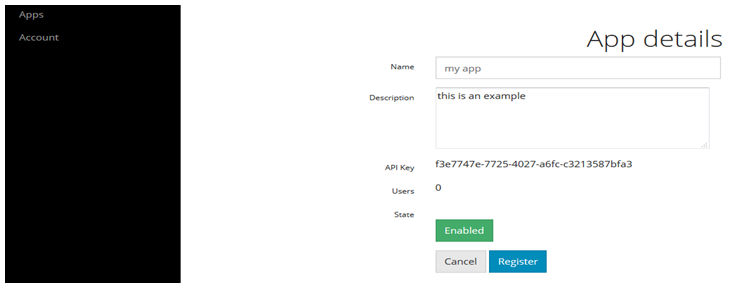 Apps
Account
App details
Name
my app
Description
this is an example
API Key
f3e7747e-7725-4027-a6fc-c3213587bfa3
Users
0
State
Enabled
Cancel
Register